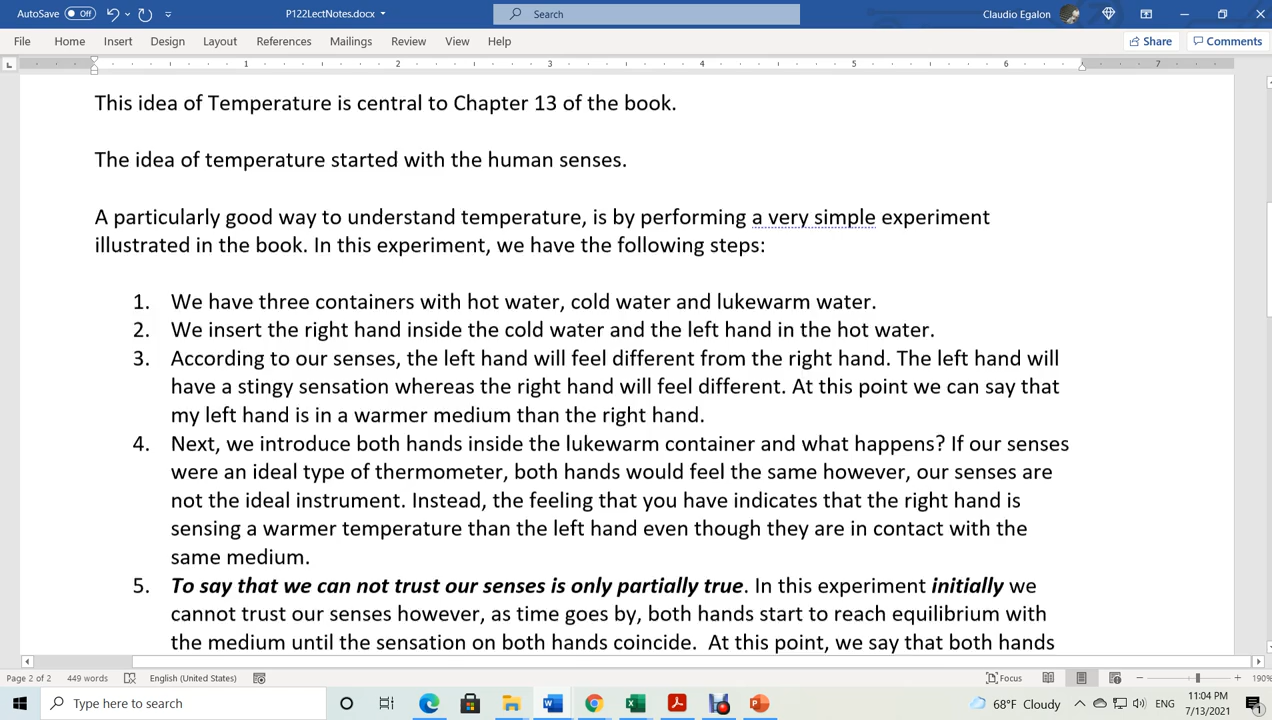 AutoSave Off P122LectNotes.docx Search Claudio Egalon
File Home Insert Design Layout References Mailings Review View Help Share Comments
1 2 3 4 5 6 7
This idea of Temperature is central to Chapter 13 of the book.
The idea of temperature started with the human senses.
A particularly good way to understand temperature, is by performing a very simple experiment
illustrated in the book. In this experiment, we have the following steps:
1. We have three containers with hot water, cold water and lukewarm water.
2. We insert the right hand inside the cold water and the left hand in the hot water.
3. According to our senses, the left hand will feel different from the right hand. The left hand will
have a stingy sensation whereas the right hand will feel different. At this point we can say that
my left hand is in a warmer medium than the right hand.
4. Next, we introduce both hands inside the lukewarm container and what happens? If our senses
were an ideal type of thermometer, both hands would feel the same however, our senses are
not the ideal instrument. Instead, the feeling that you have indicates that the right hand is
sensing a warmer temperature than the left hand even though they are in contact with the
same medium.
5. To say that we can not trust our senses is only partially true. In this experiment initially we
cannot trust our senses however, as time goes by, both hands start to reach equilibrium with
the medium until the sensation on both hands coincide. At this point, we say that both hands
Page 2 of 2 449 words English (United States) Focus 190%
Type here to search 68°F Cloudy ENG 11:04 PM
7/13/2021 1